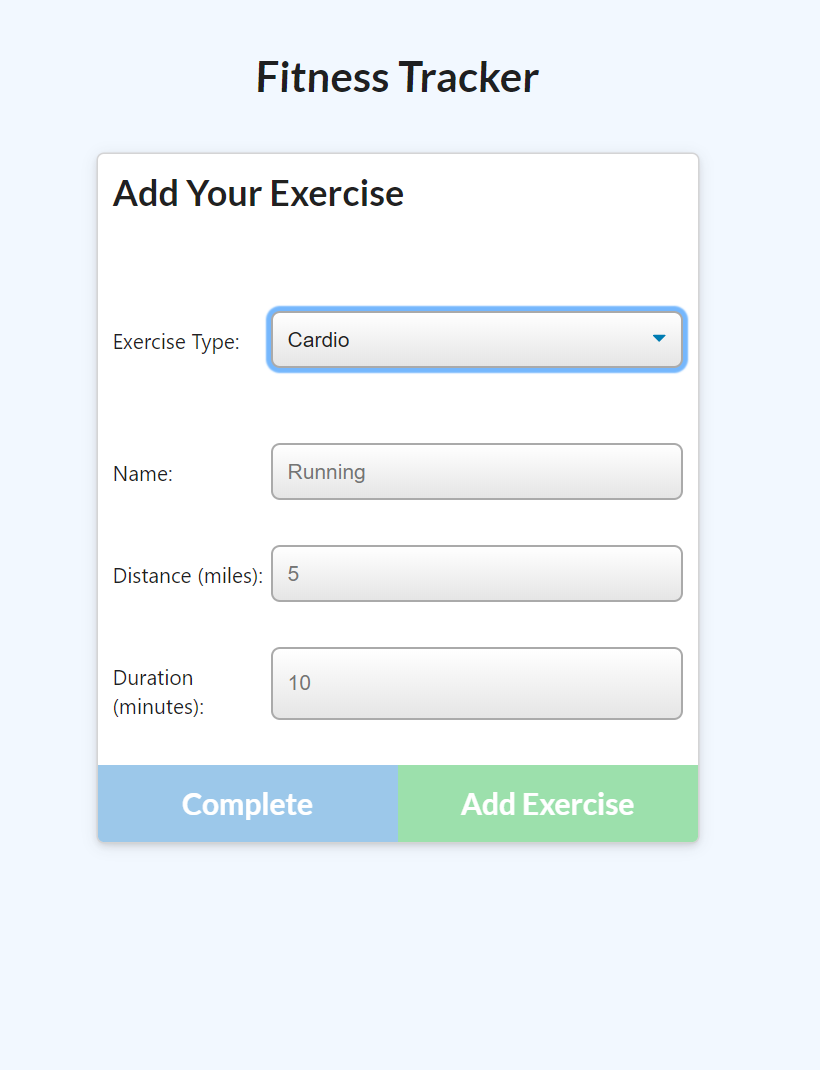 Fitness Tracker
Add Your Exercise
Exercise Type:
Cardio
Name:
Running
Distance (miles):
5
Duration
(minutes):
10
Complete
Add Exercise